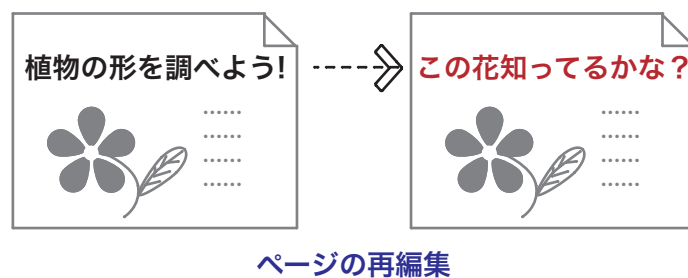 植物の形を調べよう!
この花知ってるかな？
ページの再編集